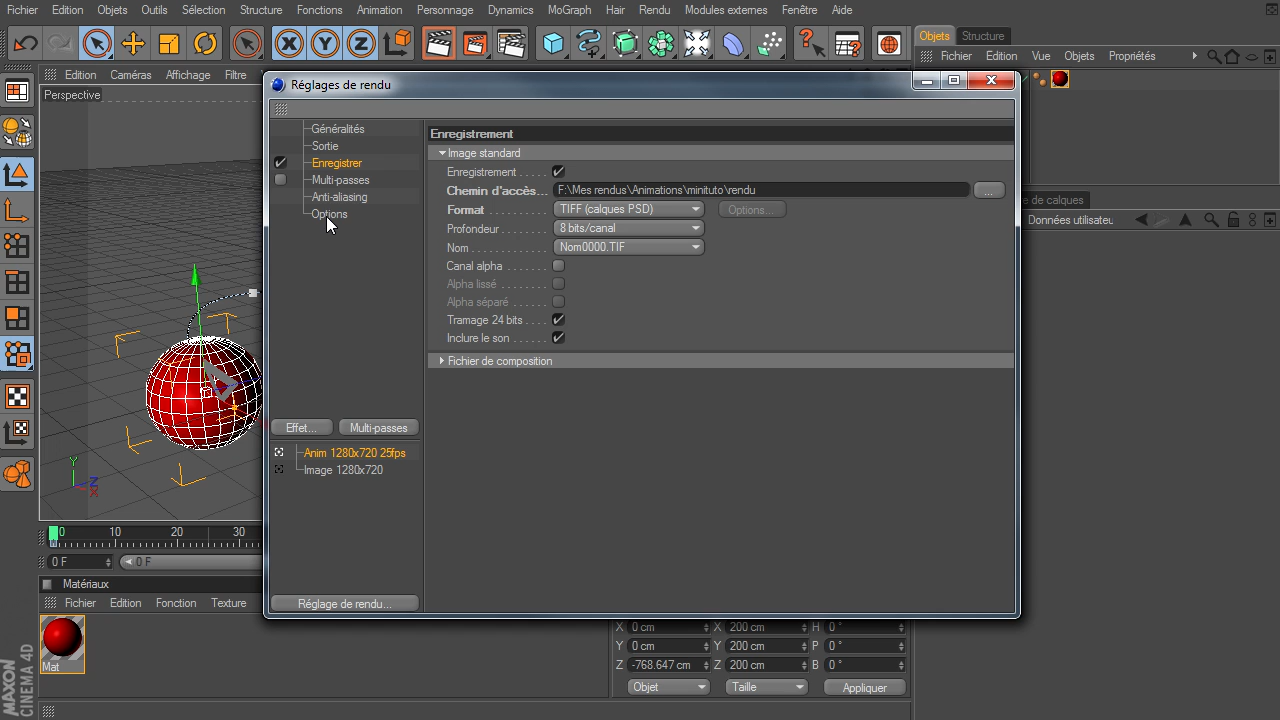 Fichier Edition Objets Outils Sélection Structure Fonctions Animation Personnage Dynamics MoGraph Hair Rendu Modules externes Fenêtre Aide
Objets Structure
Fichier Edition Vue Objets Propriétés
Edition Caméras Affichage Filtre
Perspective
Réglages de rendu
Généralités
Sortie
Enregistrer
Multi-passes
Anti-aliasing
Options
Enregistrement
Image standard
Enregistrement . . . .
Chemin d'accès... F:\Mes rendus\Animations\minituto\rendu ...
Format . . . . . . . . . . TIFF (calques PSD) Options...
Profondeur . . . . . . . 8 bits/canal
Nom . . . . . . . . . . . . Nom0000.TIF
Canal alpha . . . . . . .
Alpha lissé . . . . . . .
Alpha séparé . . . . . .
Tramage 24 bits . . . .
Inclure le son . . . . . .
Fichier de composition
Effet... Multi-passes
Anim 1280x720 25fps
Image 1280x720
Réglage de rendu...
de calques
Données utilisateu
Y
Z
X
0 10 20 30
0 F 0 F
Matériaux
Fichier Edition Fonction Texture
Mat
X 0 cm X 200 cm H 0 °
Y 0 cm Y 200 cm P 0 °
Z -768.647 cm Z 200 cm B 0 °
Objet Taille Appliquer
MAXON
CINEMA 4D